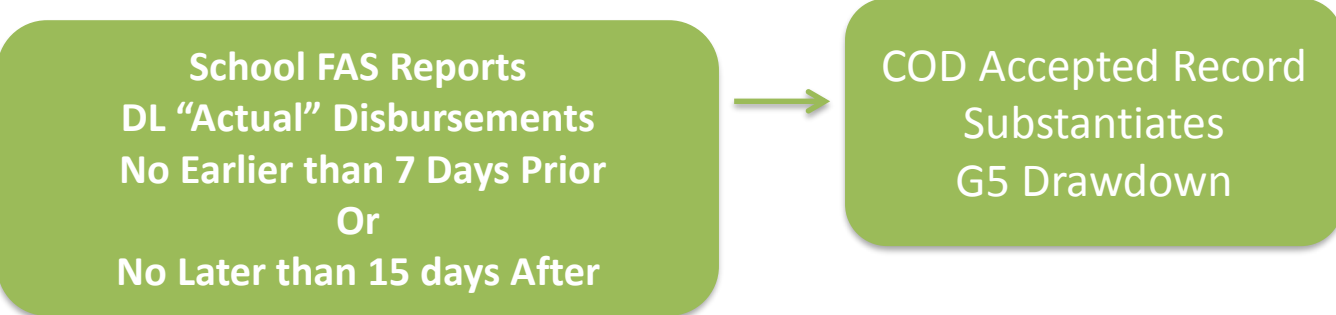 School FAS Reports
DL “Actual” Disbursements
No Earlier than 7 Days Prior
Or
No Later than 15 days After
COD Accepted Record
Substantiates
G5 Drawdown